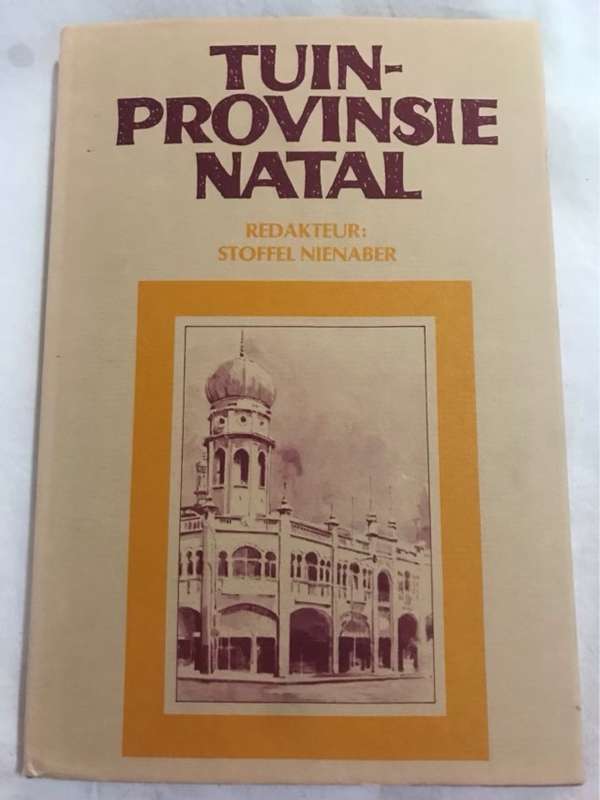 TUIN-
PROVINSIE
NATAL
REDAKTEUR:
STOFFEL NIENABER